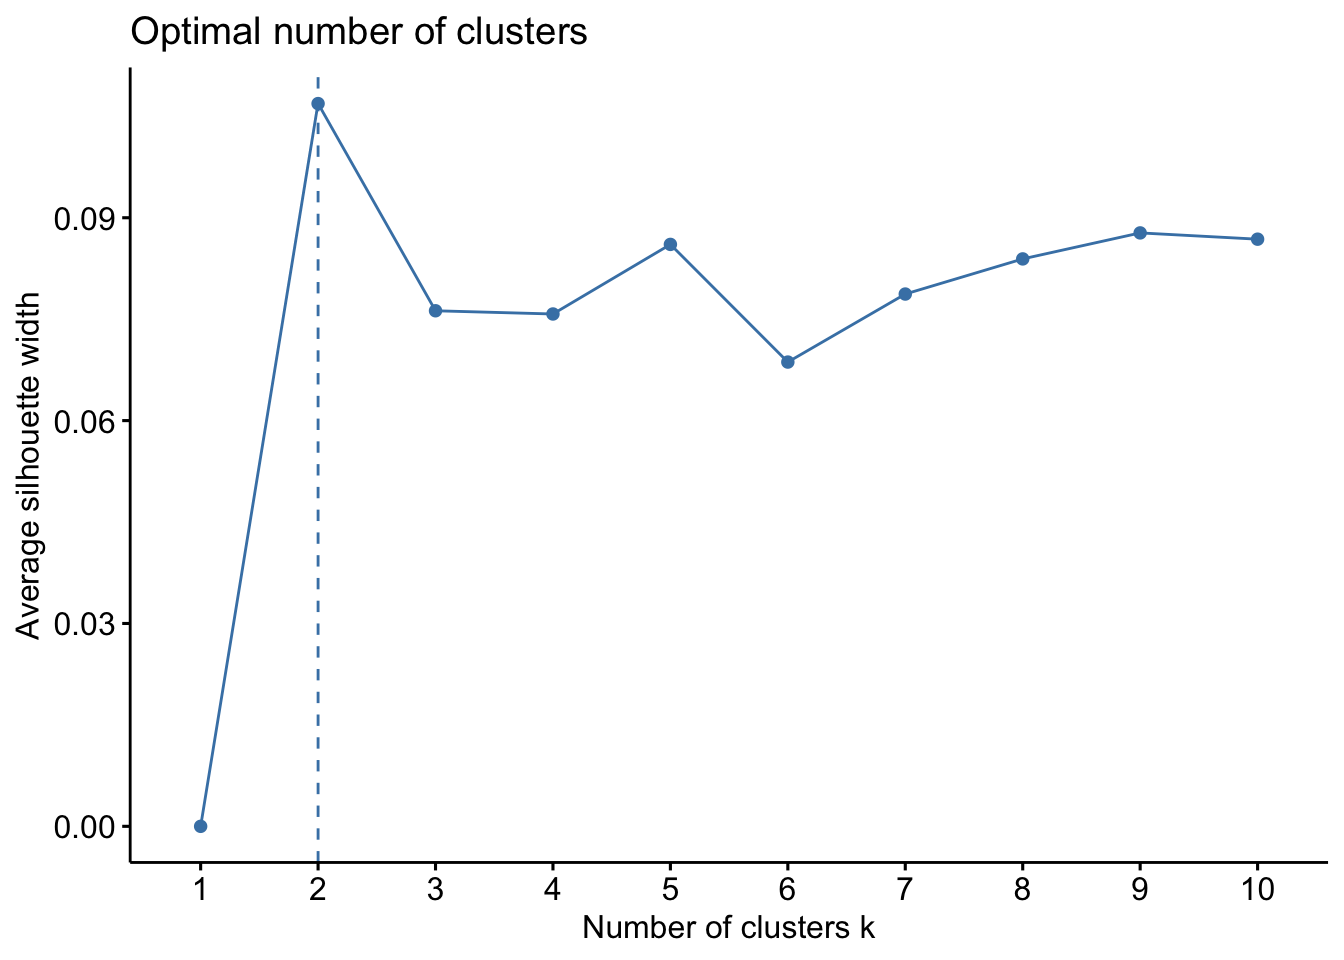 Optimal number of clusters
Average silhouette width
0.09
0.06
0.03
0.00
1 2 3 4 5 6 7 8 9 10
Number of clusters k